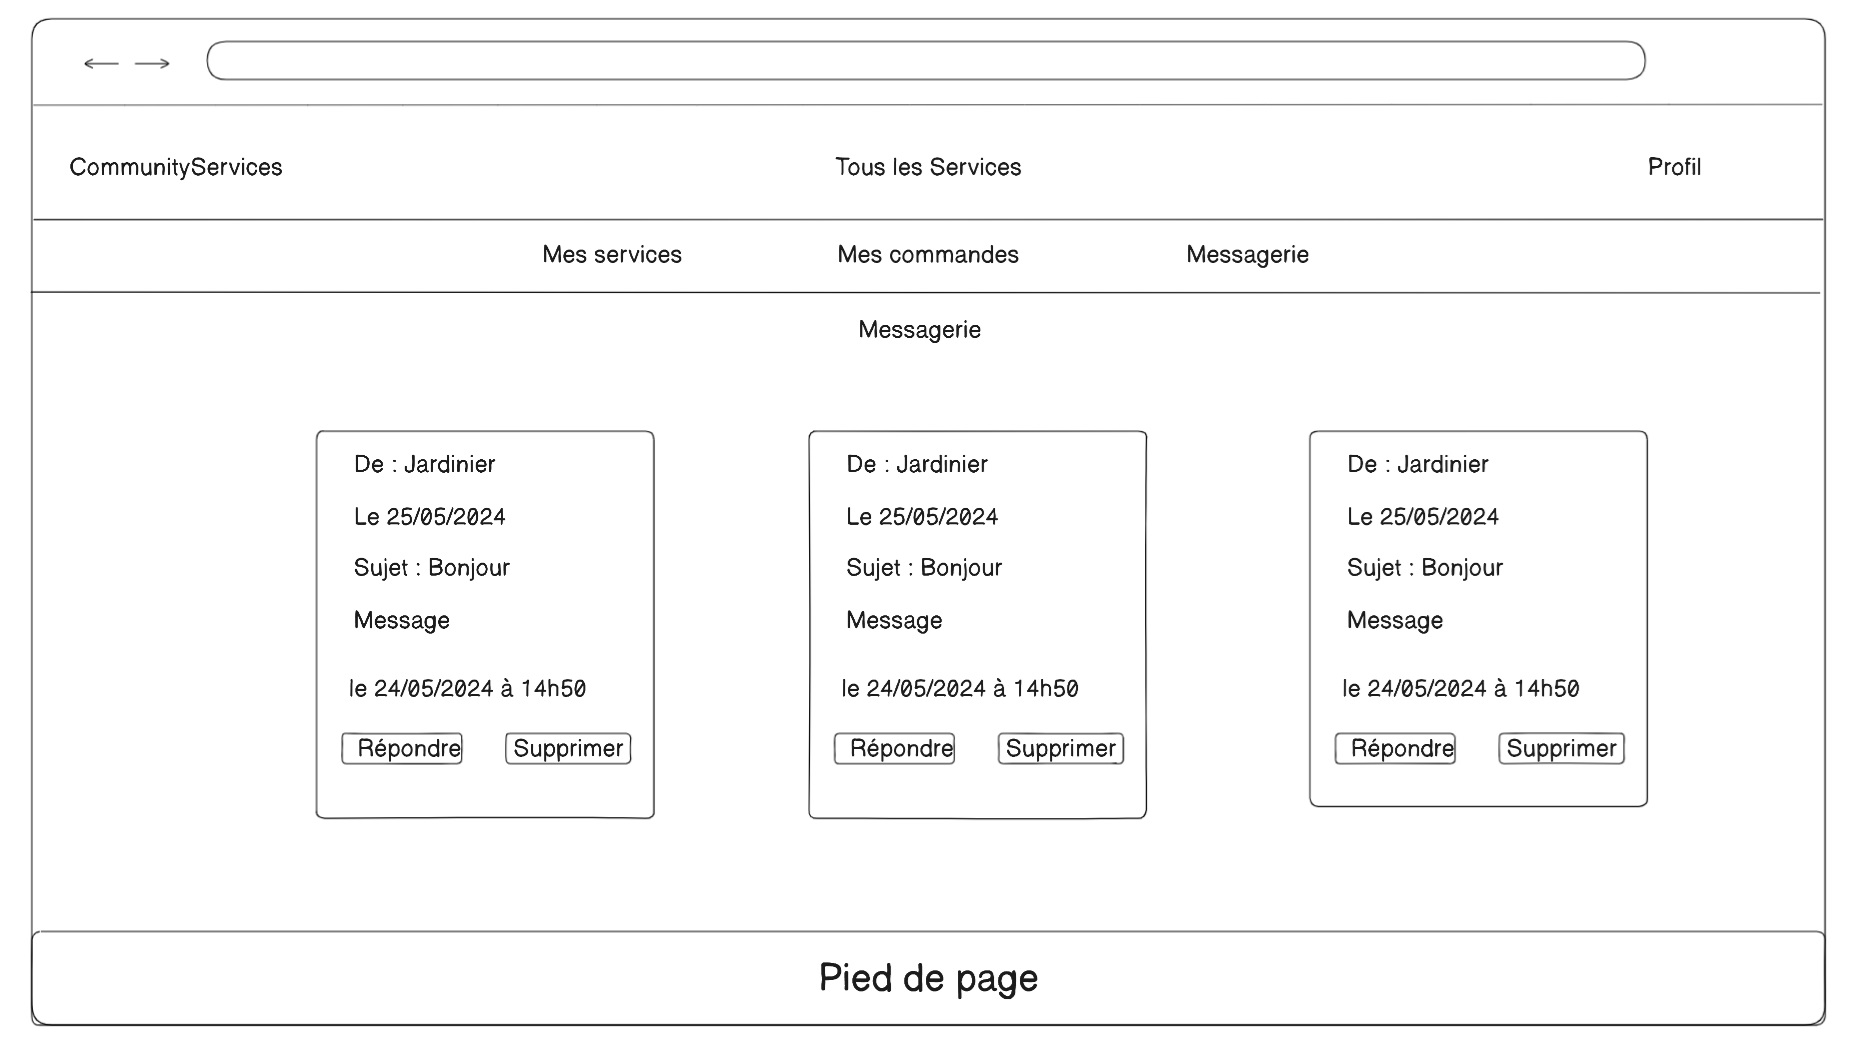 CommunityServices Tous les Services Profil
Mes services Mes commandes Messagerie
Messagerie
De : Jardinier
Le 25/05/2024
Sujet : Bonjour
Message
le 24/05/2024 à 14h50
Répondre Supprimer
De : Jardinier
Le 25/05/2024
Sujet : Bonjour
Message
le 24/05/2024 à 14h50
Répondre Supprimer
De : Jardinier
Le 25/05/2024
Sujet : Bonjour
Message
le 24/05/2024 à 14h50
Répondre Supprimer
Pied de page